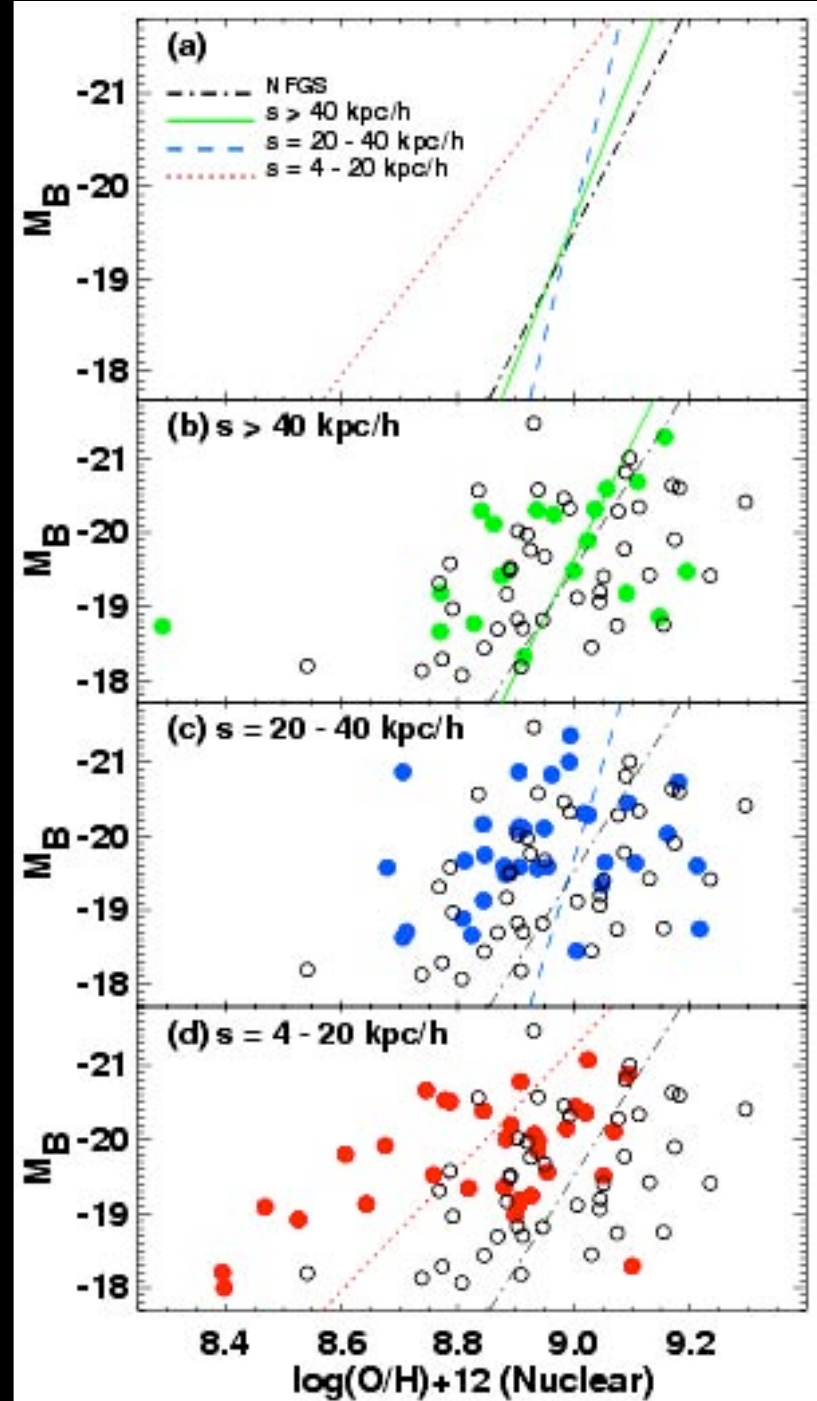 (a)
NFGS
s > 40 kpc/h
s = 20 - 40 kpc/h
s = 4 - 20 kpc/h
-21
-20
-19
-18
M_B
(b) s > 40 kpc/h
-21
-20
-19
-18
M_B
(c) s = 20 - 40 kpc/h
-21
-20
-19
-18
M_B
(d) s = 4 - 20 kpc/h
-21
-20
-19
-18
M_B
8.4 8.6 8.8 9.0 9.2
log(O/H)+12 (Nuclear)